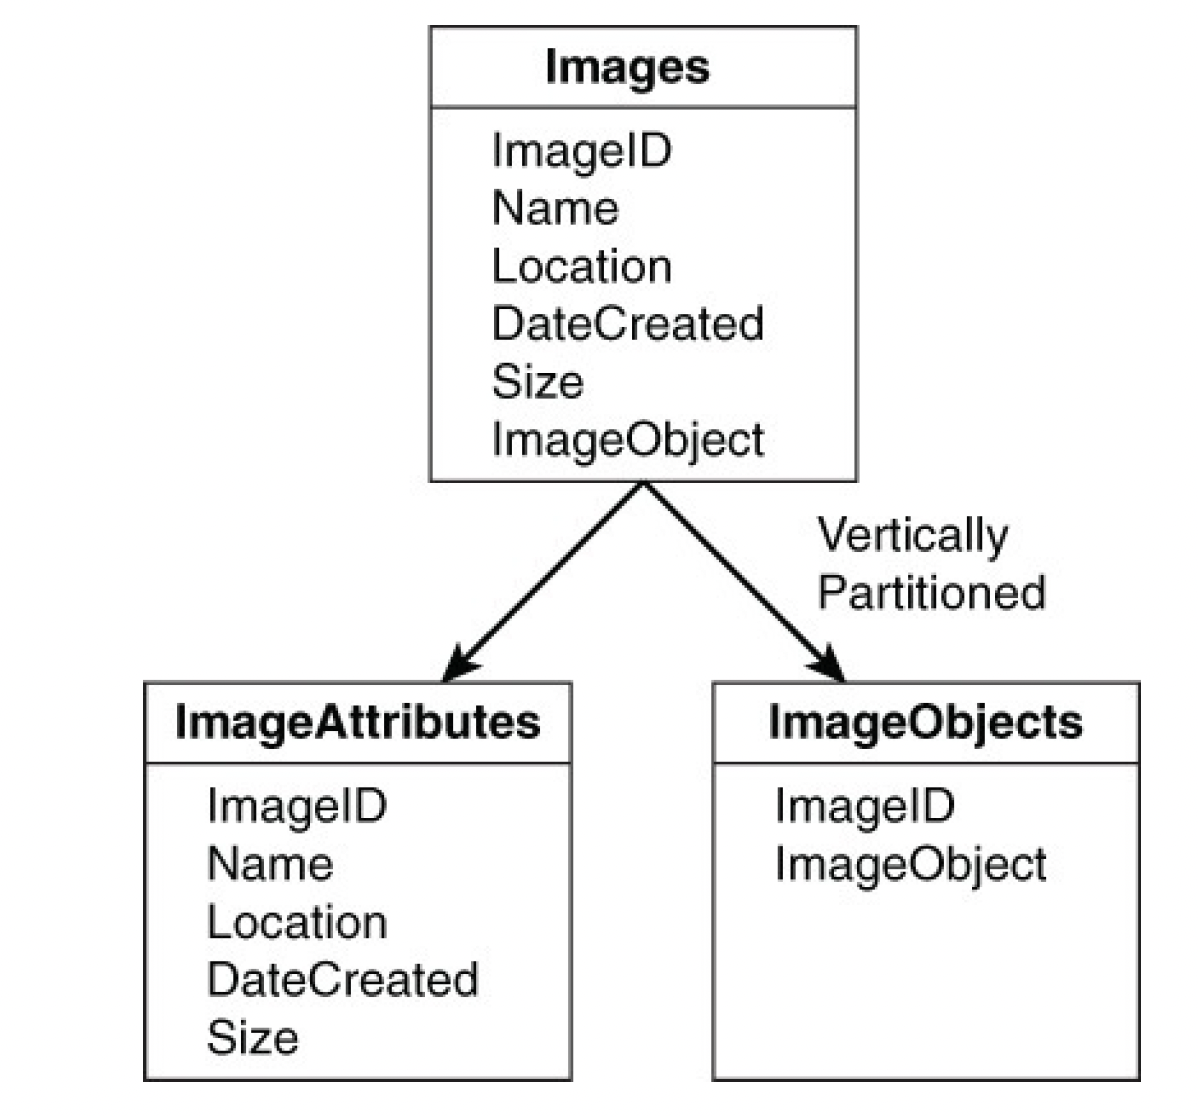 Images
ImageID
Name
Location
DateCreated
Size
ImageObject
Vertically
Partitioned
ImageAttributes
ImageID
Name
Location
DateCreated
Size
ImageObjects
ImageID
ImageObject